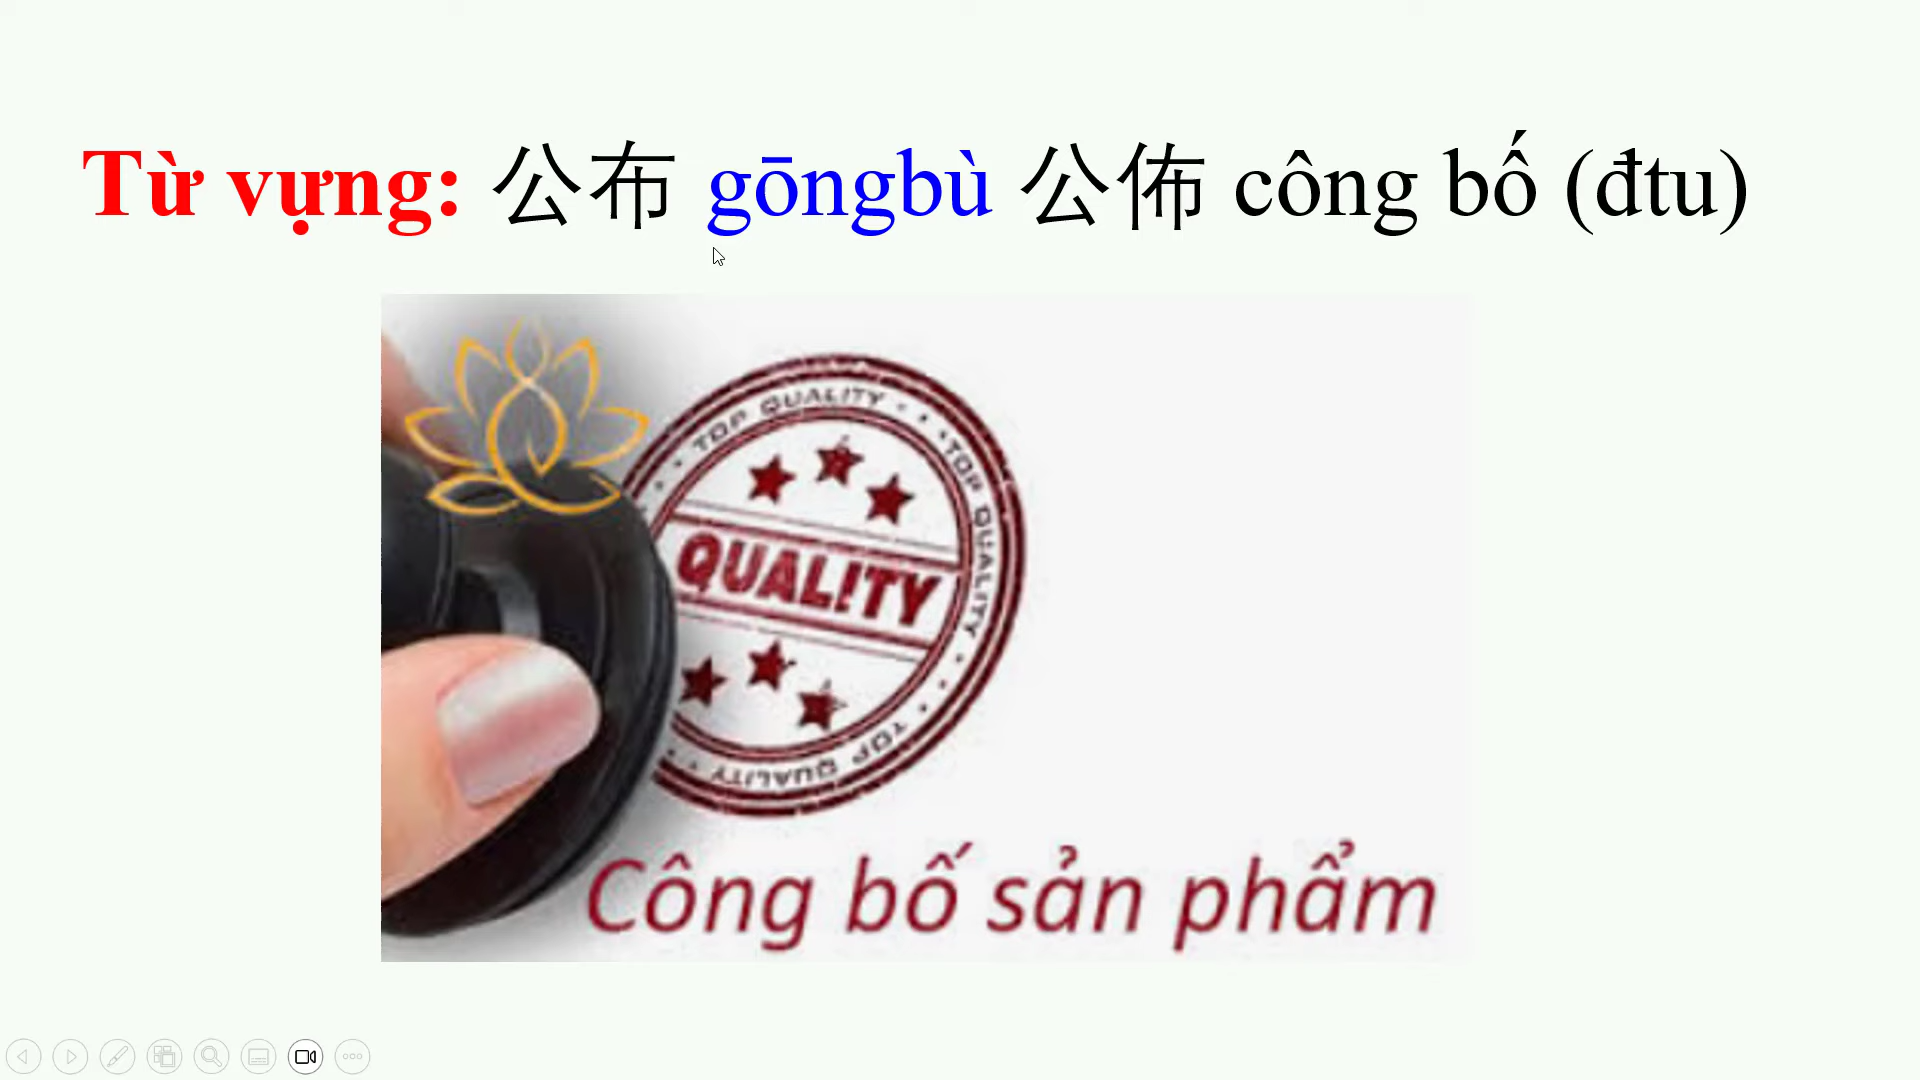 Từ vựng: 公布 gōngbù 公佈 công bố (đtu)
TOP QUALITY
TOP QUALITY
QUALITY
TOP QUALITY
Công bố sản phẩm